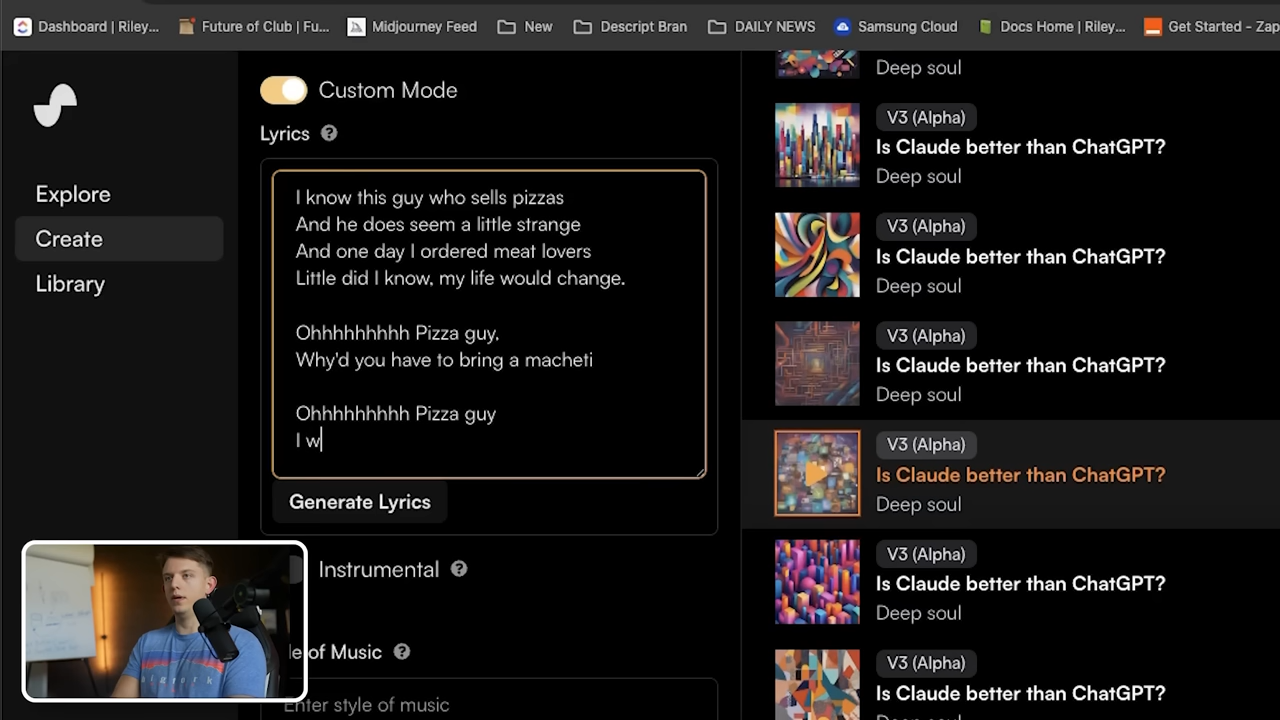 Dashboard | Riley...
Future of Club | Fu...
Midjourney Feed
New
Descript Bran
DAILY NEWS
Samsung Cloud
Docs Home | Riley...
Get Started - Zap
Explore
Create
Library
Custom Mode
Lyrics ?
I know this guy who sells pizzas
And he does seem a little strange
And one day I ordered meat lovers
Little did I know, my life would change.
Ohhhhhhhhh Pizza guy,
Why'd you have to bring a macheti
Ohhhhhhhhh Pizza guy
I w
Generate Lyrics
Instrumental ?
le of Music ?
Enter style of music
Deep soul
V3 (Alpha)
Is Claude better than ChatGPT?
Deep soul
V3 (Alpha)
Is Claude better than ChatGPT?
Deep soul
V3 (Alpha)
Is Claude better than ChatGPT?
Deep soul
V3 (Alpha)
Is Claude better than ChatGPT?
Deep soul
V3 (Alpha)
Is Claude better than ChatGPT?
Deep soul
V3 (Alpha)
Is Claude better than ChatGPT?